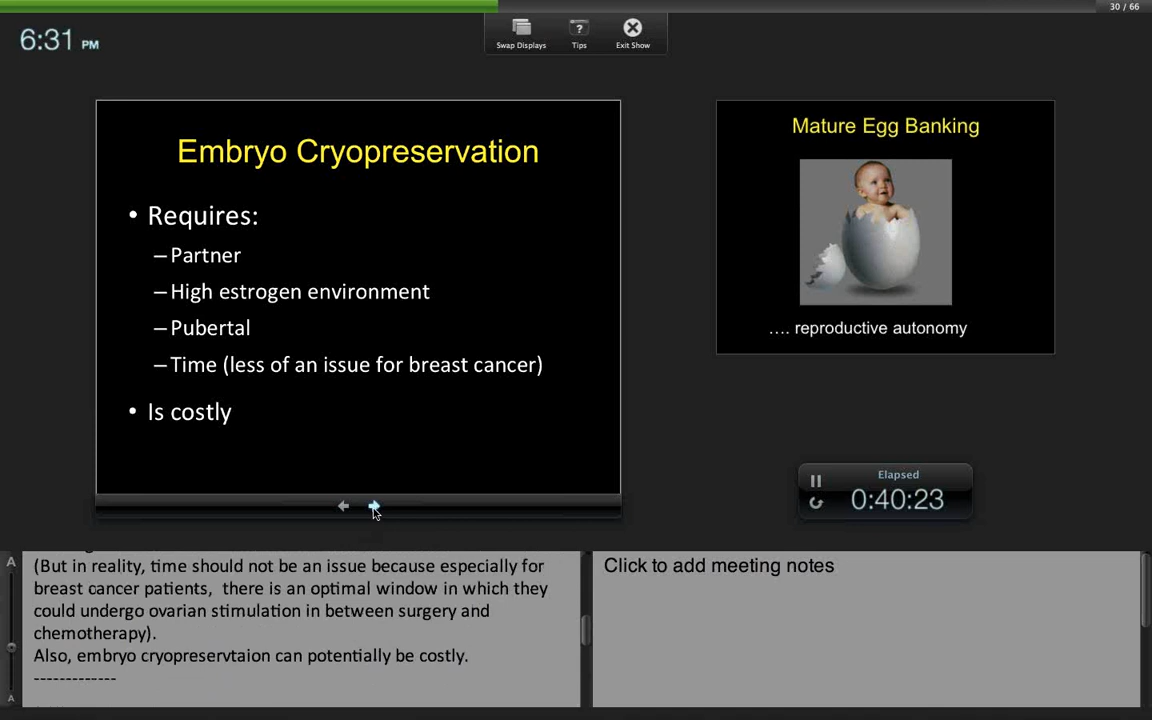 30 / 66
6:31 PM
Swap Displays
Tips
Exit Show
Embryo Cryopreservation
• Requires:
–Partner
–High estrogen environment
–Pubertal
–Time (less of an issue for breast cancer)
• Is costly
Mature Egg Banking
.... reproductive autonomy
Elapsed
0:40:23
A
(But in reality, time should not be an issue because especially for
breast cancer patients,  there is an optimal window in which they
could undergo ovarian stimulation in between surgery and
chemotherapy).
Also, embryo cryopreservtaion can potentially be costly.
-------------
A
Click to add meeting notes